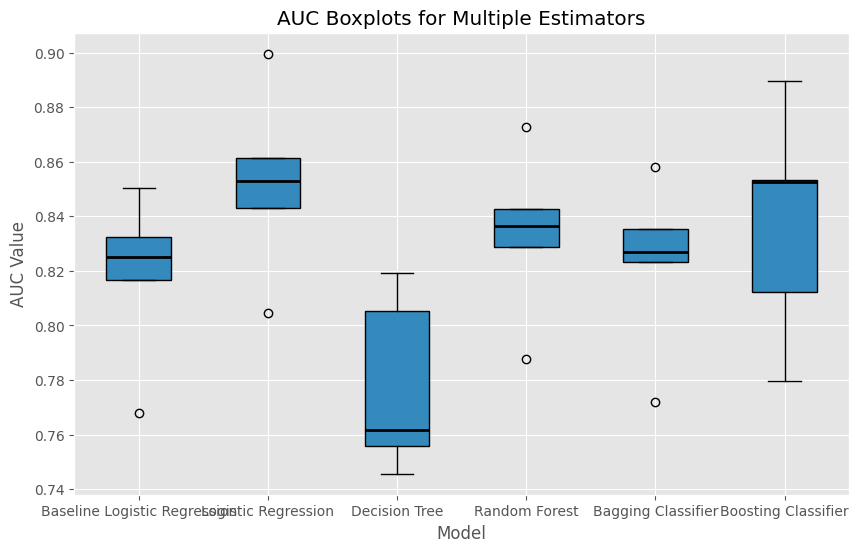 AUC Boxplots for Multiple Estimators
0.90
0.88
0.86
0.84
0.82
0.80
0.78
0.76
0.74
AUC Value
Baseline Logistic Regression Logistic Regression Decision Tree Random Forest Bagging Classifier Boosting Classifier
Model